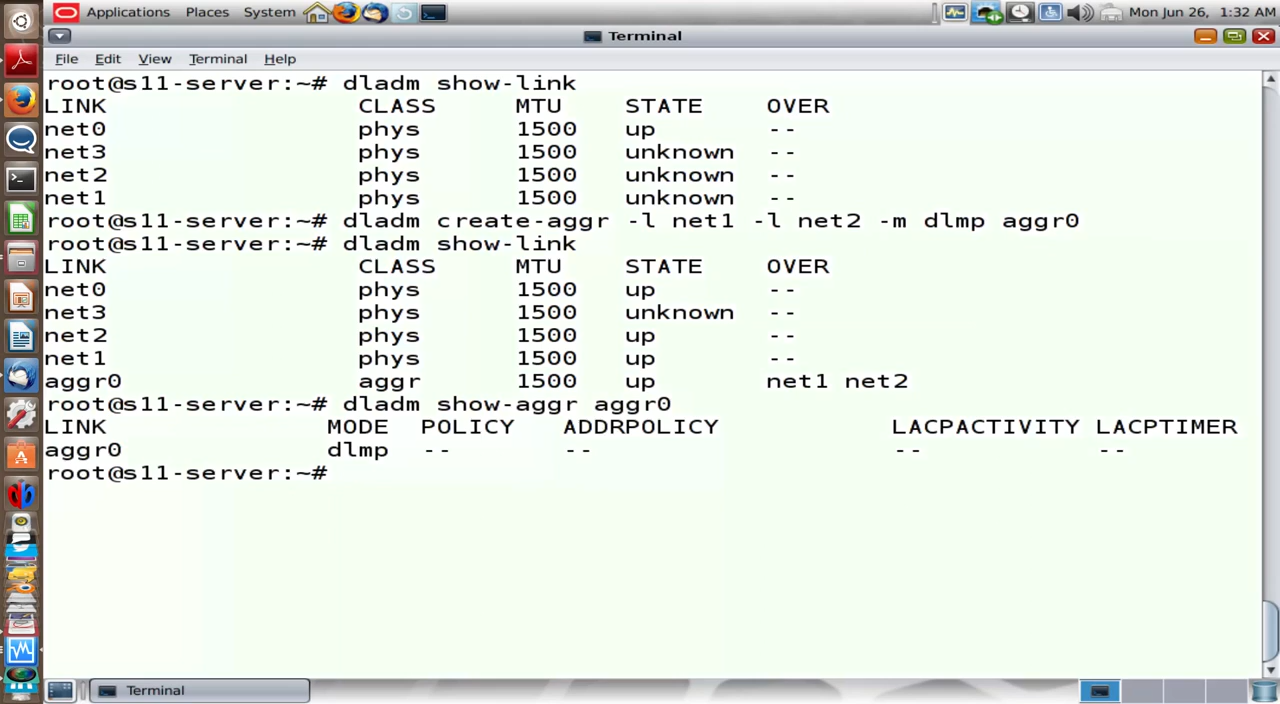 Applications Places System Mon Jun 26, 1:32 AM
Terminal
File Edit View Terminal Help
root@s11-server:~# dladm show-link
LINK CLASS MTU STATE OVER
net0 phys 1500 up --
net3 phys 1500 unknown --
net2 phys 1500 unknown --
net1 phys 1500 unknown --
root@s11-server:~# dladm create-aggr -l net1 -l net2 -m dlmp aggr0
root@s11-server:~# dladm show-link
LINK CLASS MTU STATE OVER
net0 phys 1500 up --
net3 phys 1500 unknown --
net2 phys 1500 up --
net1 phys 1500 up --
aggr0 aggr 1500 up net1 net2
root@s11-server:~# dladm show-aggr aggr0
LINK MODE POLICY ADDRPOLICY LACPACTIVITY LACPTIMER
aggr0 dlmp -- -- -- --
root@s11-server:~#
Terminal